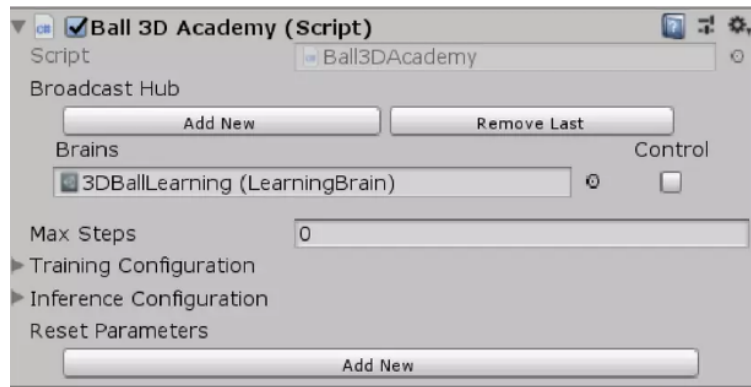 Ball 3D Academy (Script)
Script Ball3DAcademy
Broadcast Hub
Add New Remove Last
Brains Control
3DBallLearning (LearningBrain)
Max Steps 0
Training Configuration
Inference Configuration
Reset Parameters
Add New